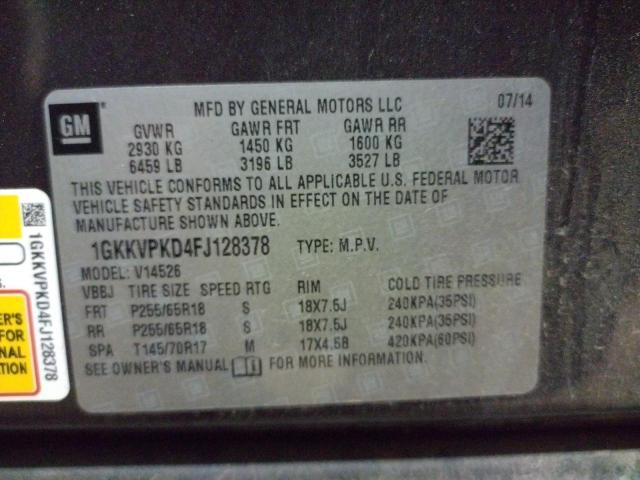 GM
MFD BY GENERAL MOTORS LLC
07/14
GVWR GAWR FRT GAWR RR
2930 KG 1450 KG 1600 KG
6459 LB 3196 LB 3527 LB
THIS VEHICLE CONFORMS TO ALL APPLICABLE U.S. FEDERAL MOTOR
VEHICLE SAFETY STANDARDS IN EFFECT ON THE DATE OF
MANUFACTURE SHOWN ABOVE.
1GKKVPKD4FJ128378 TYPE: M.P.V.
MODEL: V14526
VBBJ TIRE SIZE SPEED RTG RIM COLD TIRE PRESSURE
FRT P255/65R18 S 18X7.5J 240KPA(35PSI)
RR P255/65R18 S 18X7.5J 240KPA(35PSI)
SPA T145/70R17 M 17X4.5B 420KPA(60PSI)
SEE OWNER'S MANUAL FOR MORE INFORMATION.
1GKKVPKD4FJ128378
S.
ER'S
FOR
NAL
ATION